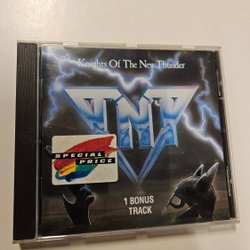 Knights Of The New Thunder
TNT
SPECIAL
PRICE
1 BONUS
TRACK